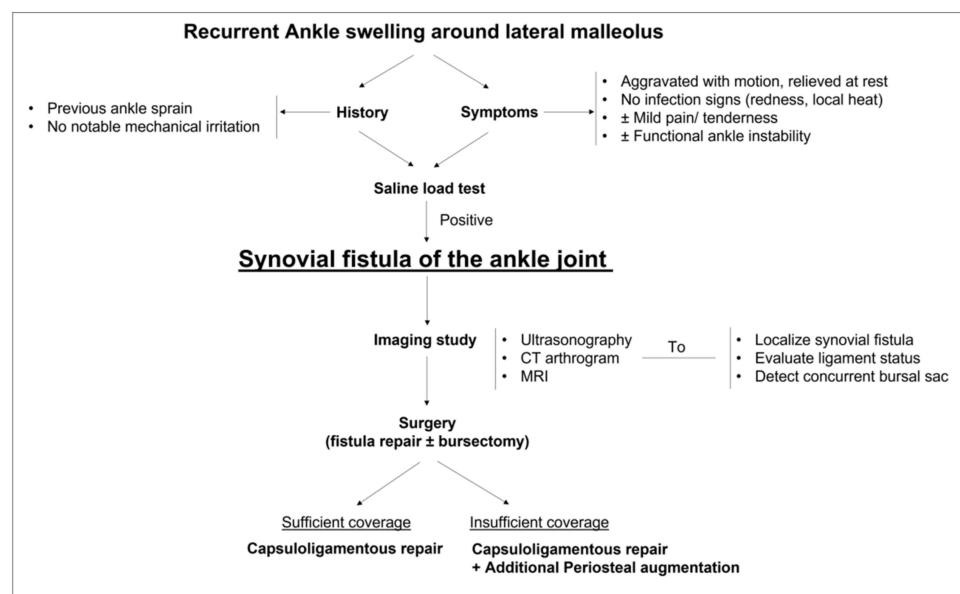 Recurrent Ankle swelling around lateral malleolus
• Previous ankle sprain
• No notable mechanical irritation
History
Symptoms
• Aggravated with motion, relieved at rest
• No infection signs (redness, local heat)
• ± Mild pain/ tenderness
• ± Functional ankle instability
Saline load test
Positive
Synovial fistula of the ankle joint
Imaging study
• Ultrasonography
• CT arthrogram
• MRI
To
• Localize synovial fistula
• Evaluate ligament status
• Detect concurrent bursal sac
Surgery
(fistula repair ± bursectomy)
Sufficient coverage
Capsuloligamentous repair
Insufficient coverage
Capsuloligamentous repair
+ Additional Periosteal augmentation